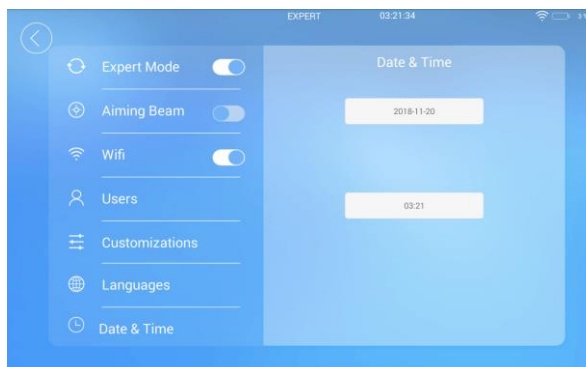 EXPERT 03:21:34
Expert Mode
Aiming Beam
Wifi
Users
Customizations
Languages
Date & Time
Date & Time
2018-11-20
03:21